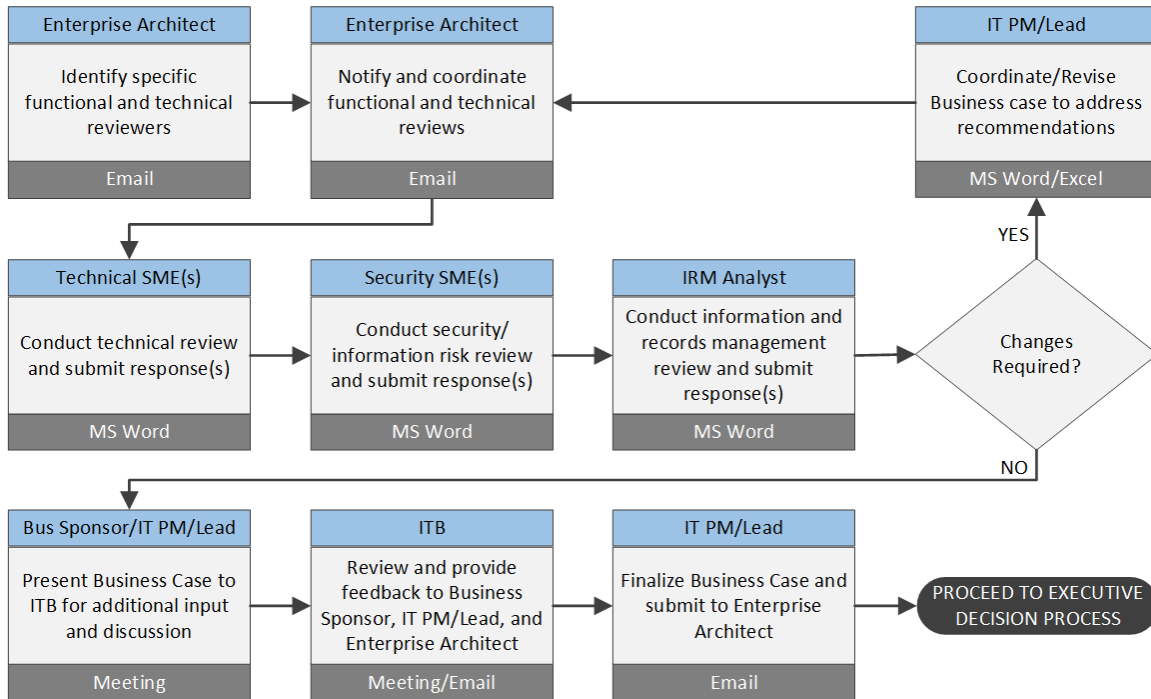 Enterprise Architect
Identify specific
functional and technical
reviewers
Email
Enterprise Architect
Notify and coordinate
functional and technical
reviews
Email
IT PM/Lead
Coordinate/Revise
Business case to address
recommendations
MS Word/Excel
YES
Technical SME(s)
Conduct technical review
and submit response(s)
MS Word
Security SME(s)
Conduct security/
information risk review
and submit response(s)
MS Word
IRM Analyst
Conduct information and
records management
review and submit
response(s)
MS Word
Changes
Required?
NO
Bus Sponsor/IT PM/Lead
Present Business Case to
ITB for additional input
and discussion
Meeting
ITB
Review and provide
feedback to Business
Sponsor, IT PM/Lead, and
Enterprise Architect
Meeting/Email
IT PM/Lead
Finalize Business Case and
submit to Enterprise
Architect
Email
PROCEED TO EXECUTIVE
DECISION PROCESS